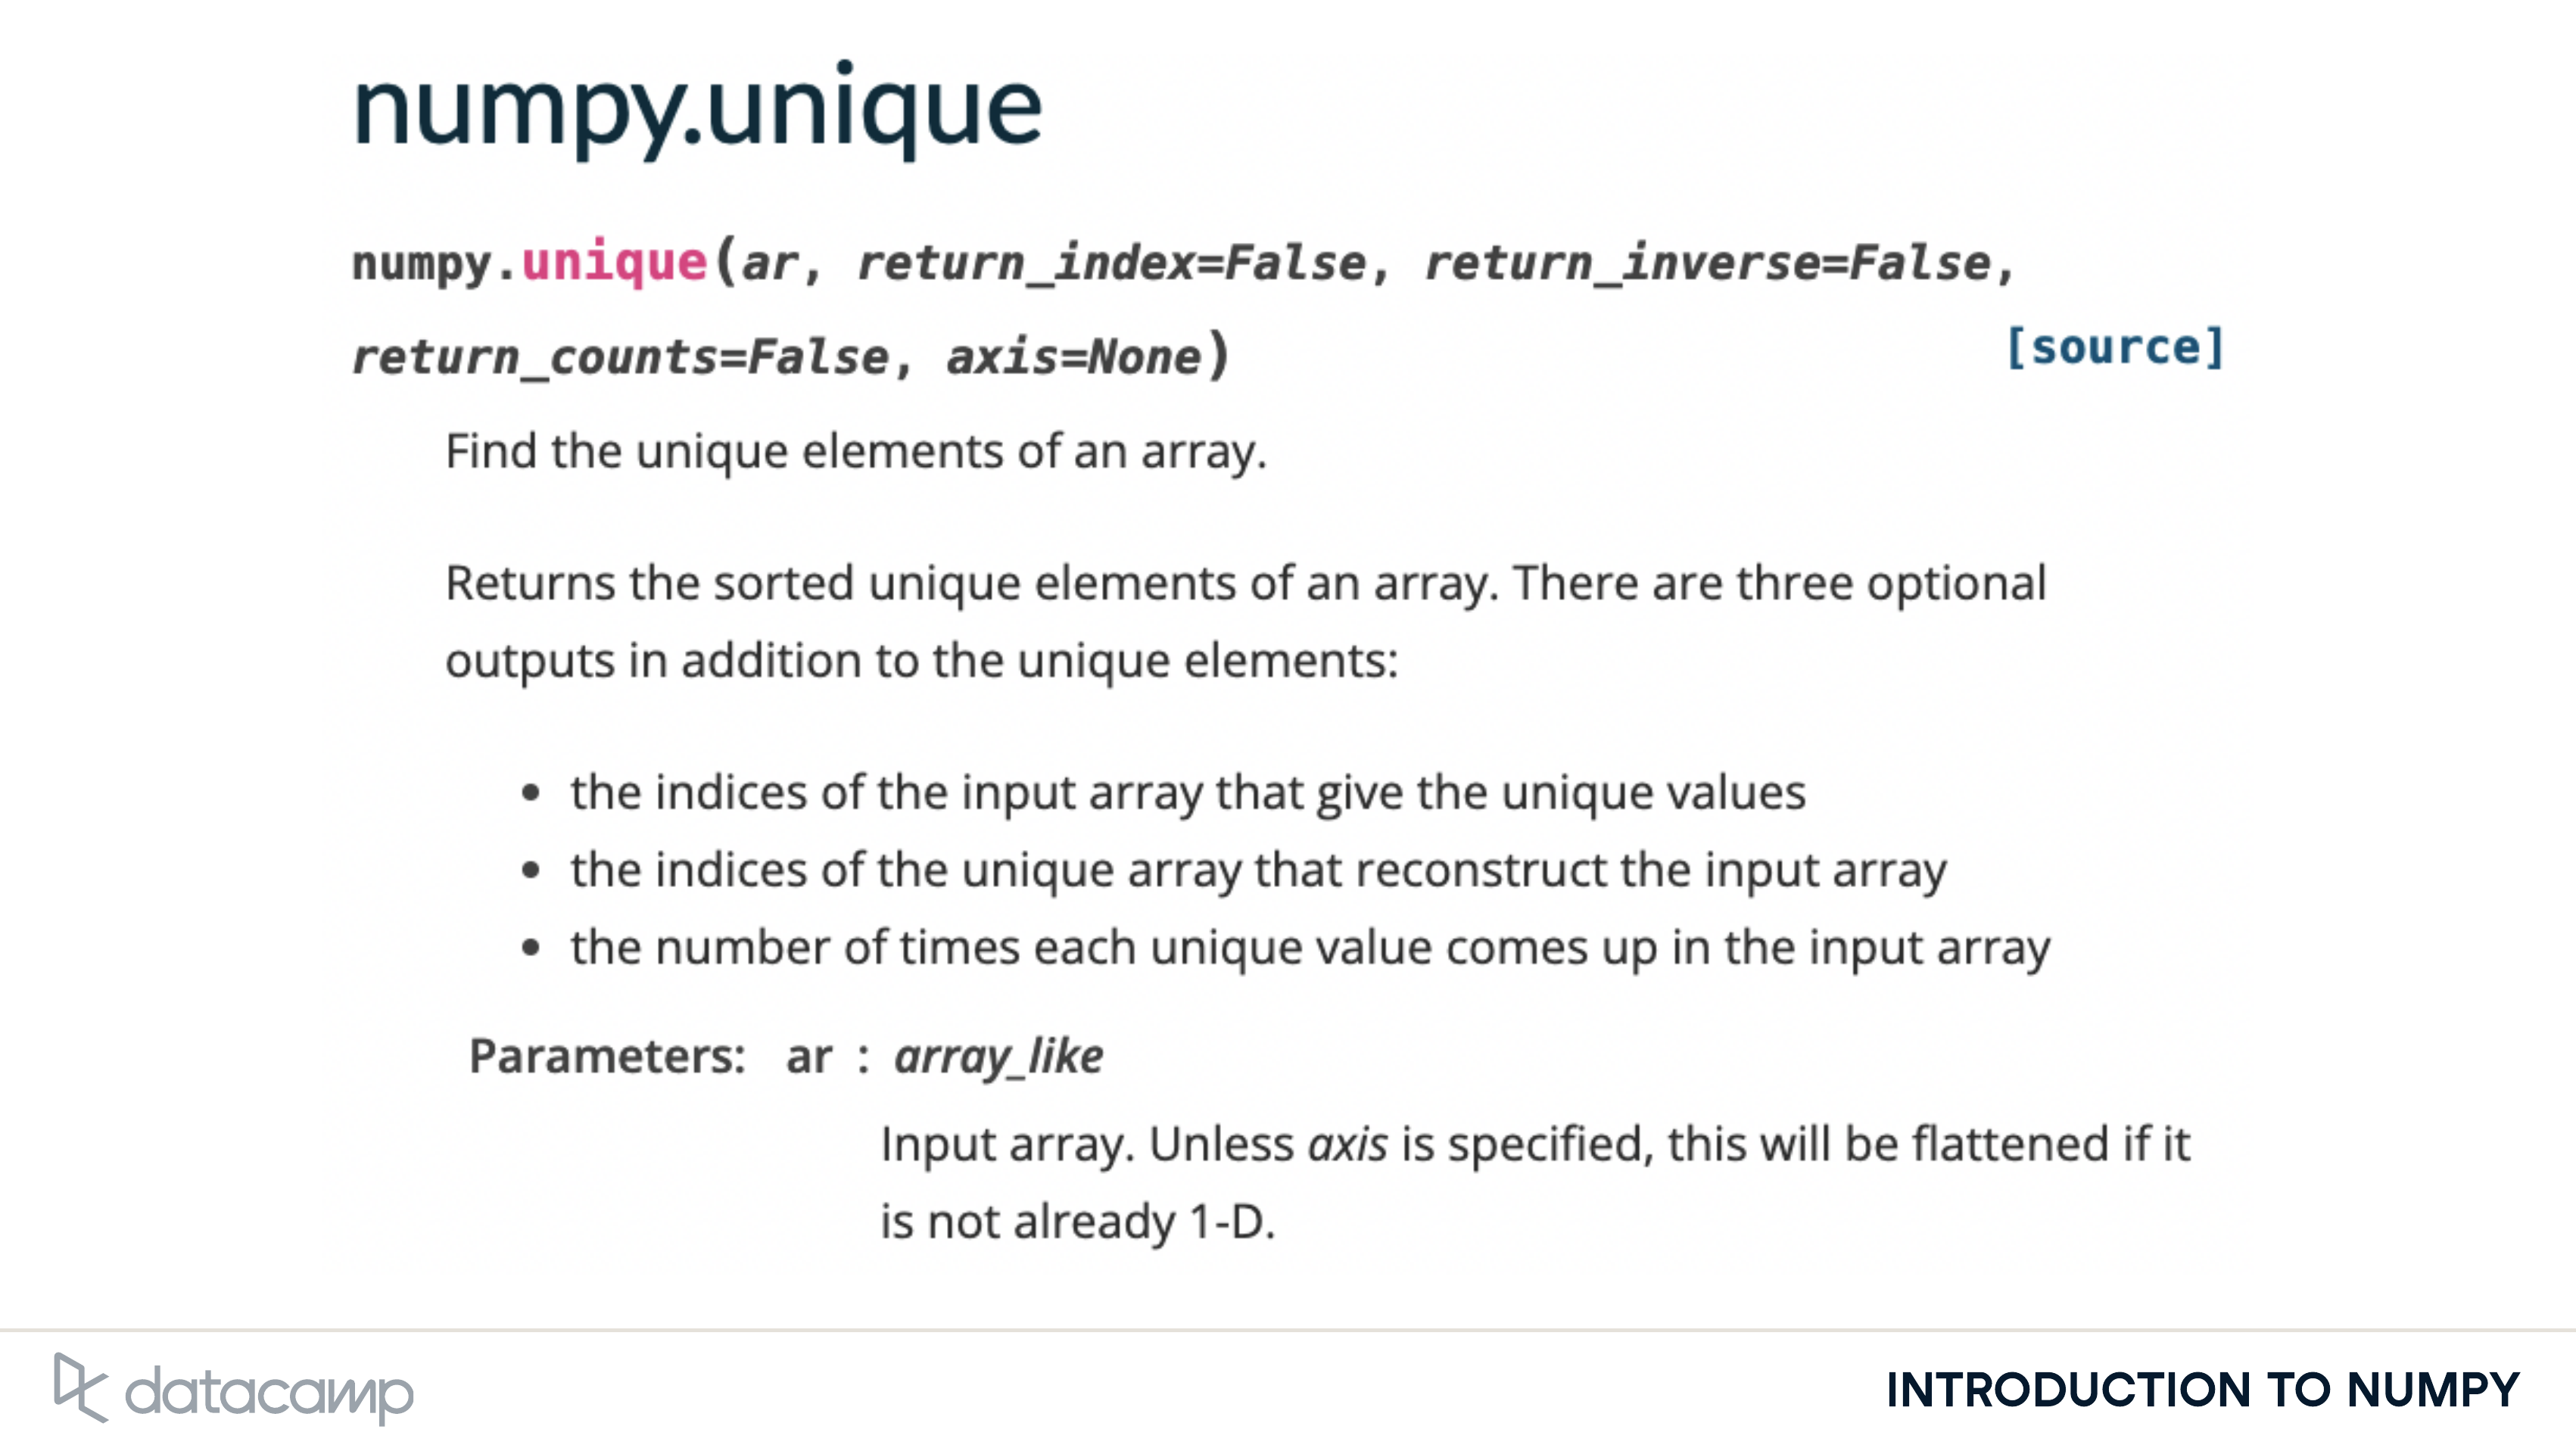 numpy.unique
numpy.unique(ar, return_index=False, return_inverse=False,
return_counts=False, axis=None) [source]
Find the unique elements of an array.
Returns the sorted unique elements of an array. There are three optional
outputs in addition to the unique elements:
• the indices of the input array that give the unique values
• the indices of the unique array that reconstruct the input array
• the number of times each unique value comes up in the input array
Parameters: ar : array_like
Input array. Unless axis is specified, this will be flattened if it
is not already 1-D.
datacamp INTRODUCTION TO NUMPY